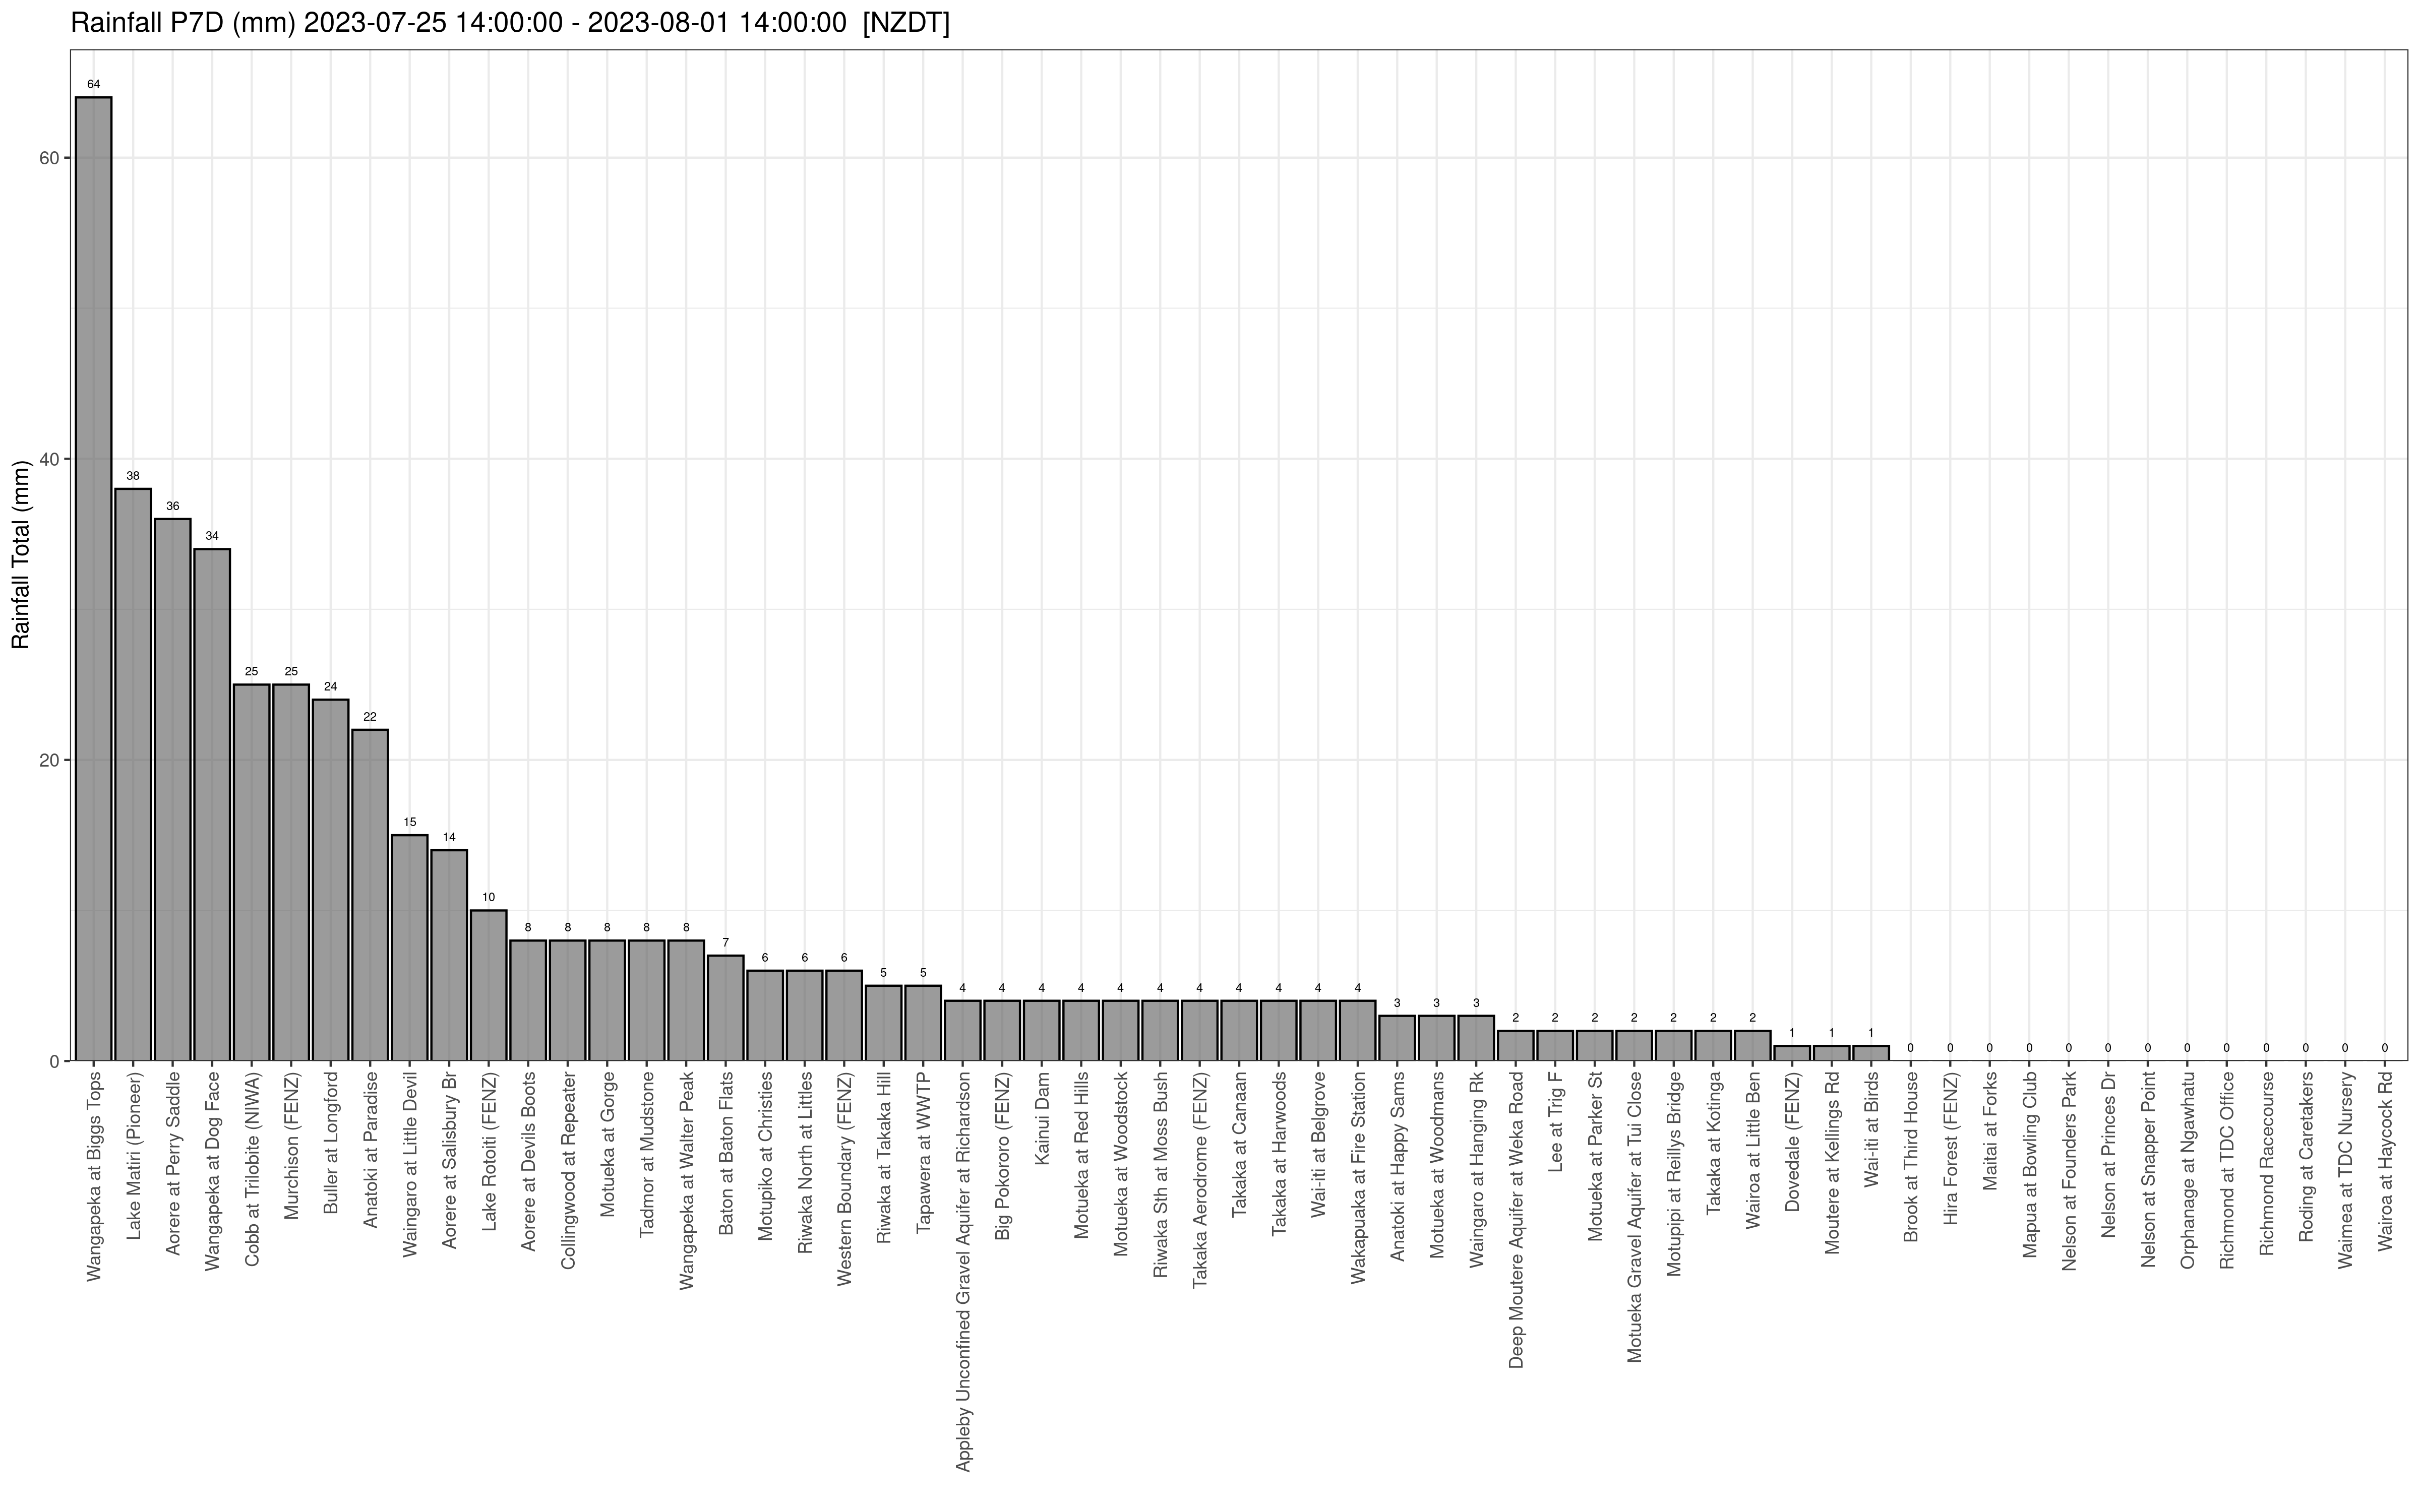 Rainfall P7D (mm) 2023-07-25 14:00:00 - 2023-08-01 14:00:00 [NZDT]
Rainfall Total (mm)
60
40
20
0
64
38
36
34
25
25
24
22
15
14
10
8
8
8
8
8
7
6
6
6
5
5
4
4
4
4
4
4
4
4
4
4
4
3
3
3
2
2
2
2
2
2
2
1
1
1
0
0
0
0
0
0
0
0
0
0
0
0
0
Wangapeka at Biggs Tops
Lake Matiri (Pioneer)
Aorere at Perry Saddle
Wangapeka at Dog Face
Cobb at Trilobite (NIWA)
Murchison (FENZ)
Buller at Longford
Anatoki at Paradise
Waingaro at Little Devil
Aorere at Salisbury Br
Lake Rotoiti (FENZ)
Aorere at Devils Boots
Collingwood at Repeater
Motueka at Gorge
Tadmor at Mudstone
Wangapeka at Walter Peak
Baton at Baton Flats
Motupiko at Christies
Riwaka North at Littles
Western Boundary (FENZ)
Riwaka at Takaka Hill
Tapawera at WWTP
Appleby Unconfined Gravel Aquifer at Richardson
Big Pokororo (FENZ)
Kainui Dam
Motueka at Red Hills
Motueka at Woodstock
Riwaka Sth at Moss Bush
Takaka Aerodrome (FENZ)
Takaka at Canaan
Takaka at Harwoods
Wai-iti at Belgrove
Wakapuaka at Fire Station
Anatoki at Happy Sams
Motueka at Woodmans
Waingaro at Hanging Rk
Deep Moutere Aquifer at Weka Road
Lee at Trig F
Motueka at Parker St
Motueka Gravel Aquifer at Tui Close
Motupipi at Reillys Bridge
Takaka at Kotinga
Wairoa at Little Ben
Dovedale (FENZ)
Moutere at Kellings Rd
Wai-iti at Birds
Brook at Third House
Hira Forest (FENZ)
Maitai at Forks
Mapua at Bowling Club
Nelson at Founders Park
Nelson at Princes Dr
Nelson at Snapper Point
Orphanage at Ngawhatu
Richmond at TDC Office
Richmond Racecourse
Roding at Caretakers
Waimea at TDC Nursery
Wairoa at Haycock Rd